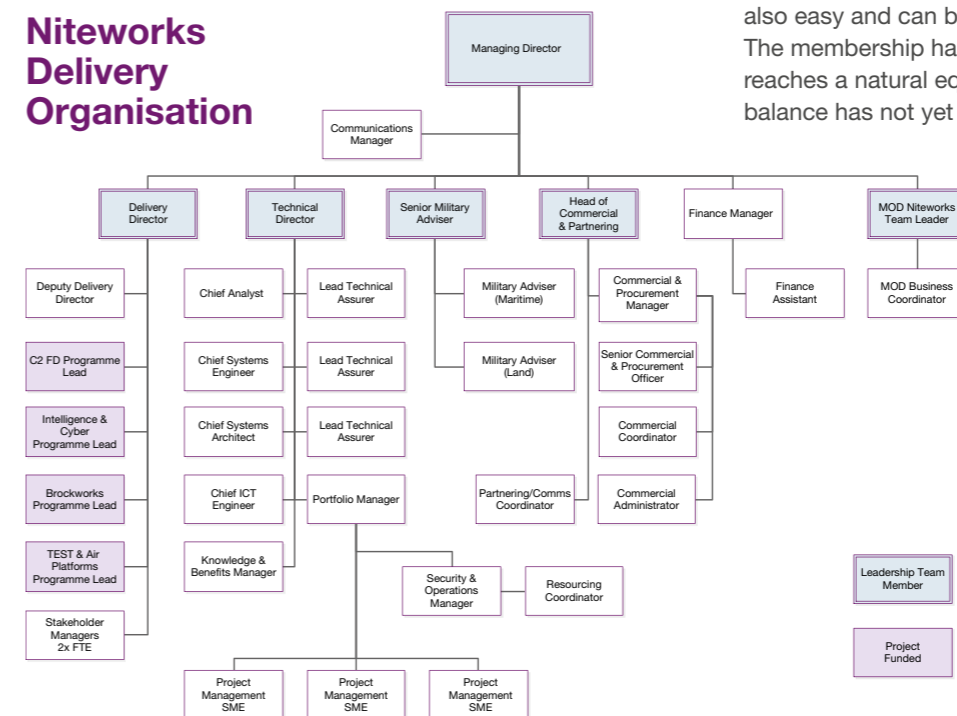 Niteworks
Delivery
Organisation
also easy and can b
The membership ha
reaches a natural ec
balance has not yet
Managing Director
Communications
Manager
Delivery
Director
Technical
Director
Senior Military
Adviser
Head of
Commercial
& Partnering
Finance Manager
MOD Niteworks
Team Leader
Deputy Delivery
Director
Chief Analyst
Lead Technical
Assurer
Military Adviser
(Maritime)
Commercial &
Procurement
Manager
Finance
Assistant
MOD Business
Coordinator
C2 FD Programme
Lead
Chief Systems
Engineer
Lead Technical
Assurer
Military Adviser
(Land)
Senior Commercial
& Procurement
Officer
Intelligence &
Cyber
Programme Lead
Chief Systems
Architect
Lead Technical
Assurer
Commercial
Coordinator
Brockworks
Programme Lead
Chief ICT
Engineer
Portfolio Manager
Partnering/Comms
Coordinator
Commercial
Administrator
TEST & Air
Platforms
Programme Lead
Knowledge &
Benefits Manager
Security &
Operations
Manager
Resourcing
Coordinator
Leadership Team
Member
Stakeholder
Managers
2x FTE
Project
Funded
Project
Management
SME
Project
Management
SME
Project
Management
SME